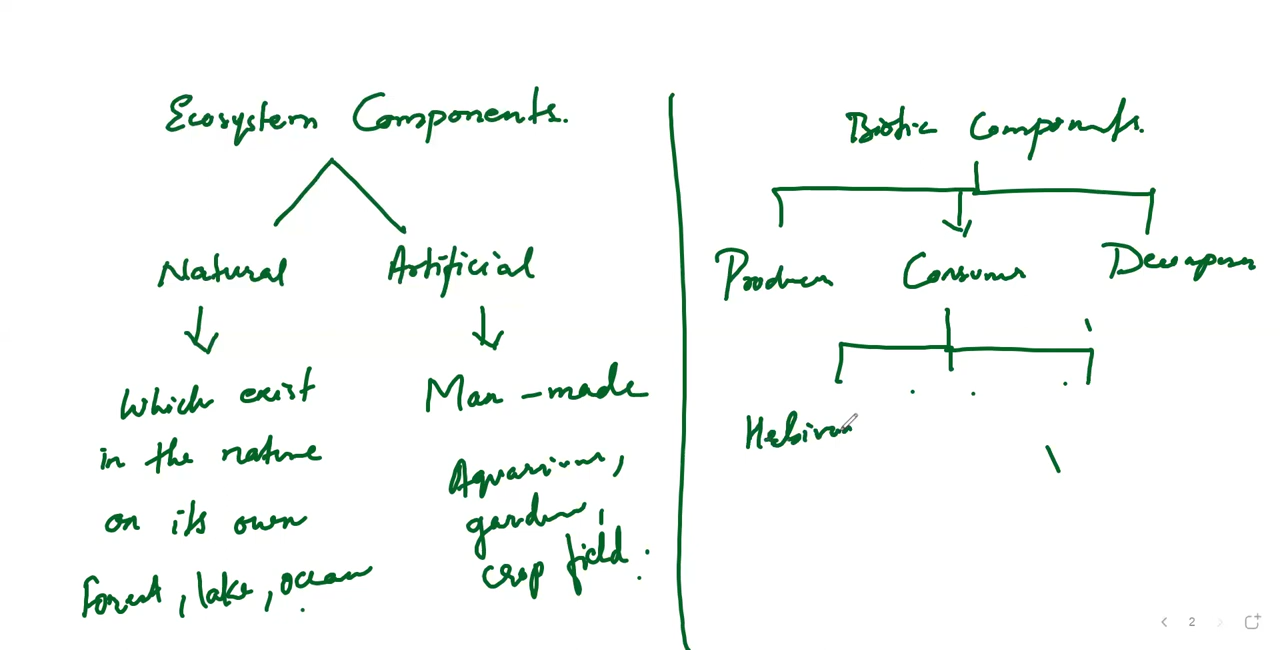 Ecosystem Components.
Natural
Artificial
Which exist
in the nature
on its own
Forest, lake, ocean
Man-made
Aquarium,
garden,
crop field.
Biotic Components.
Producer
Consumer
Decomposer
2